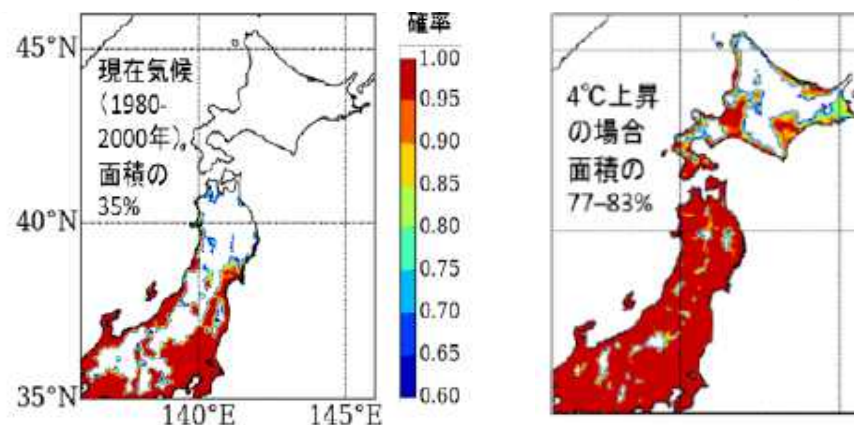 確率
45°N
現在気候
（1980-
2000年）。
面積の
35%
40°N
35°N
140°E
145°E
1.00
0.95
0.90
0.85
0.80
0.75
0.70
0.65
0.60
4℃上昇
の場合
面積の
77–83%